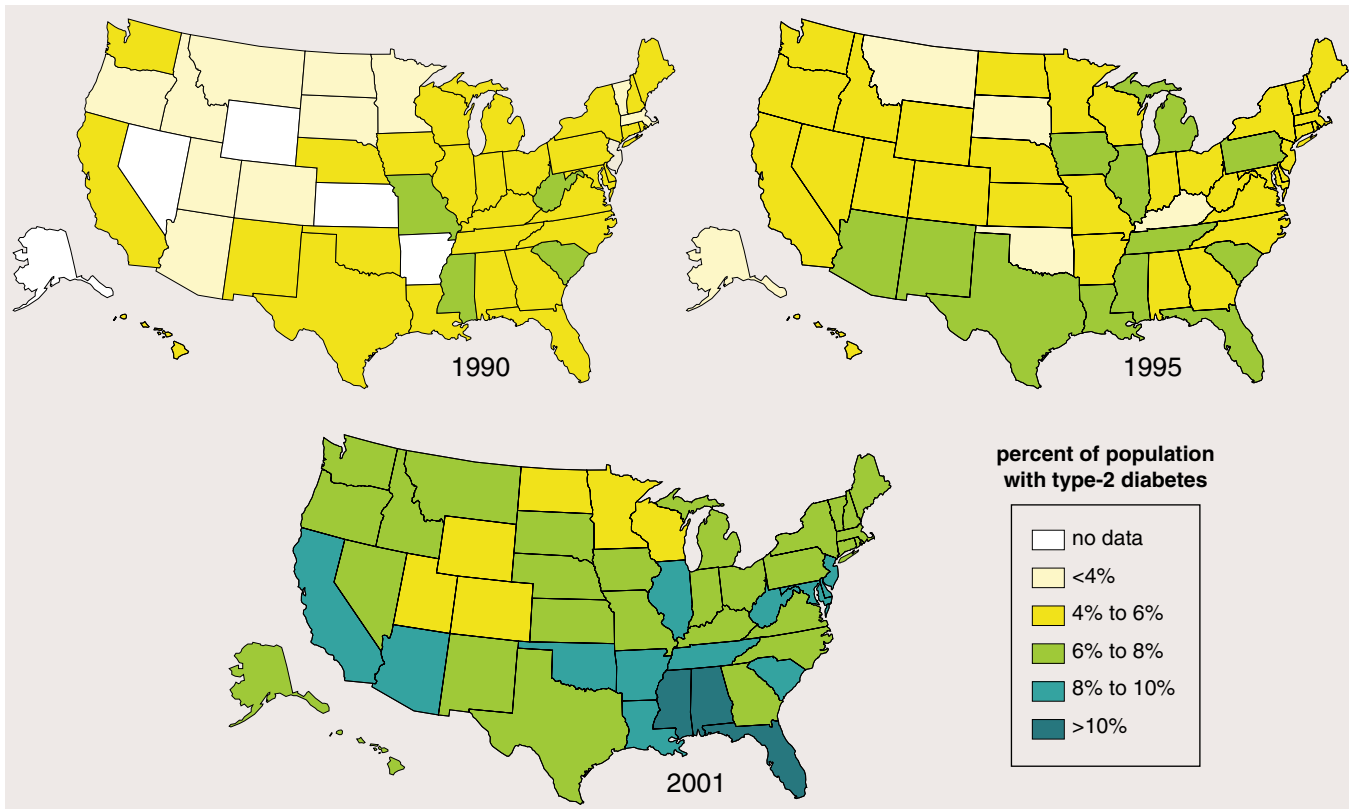 1990
1995
2001
percent of population
with type-2 diabetes
no data
<4%
4% to 6%
6% to 8%
8% to 10%
>10%